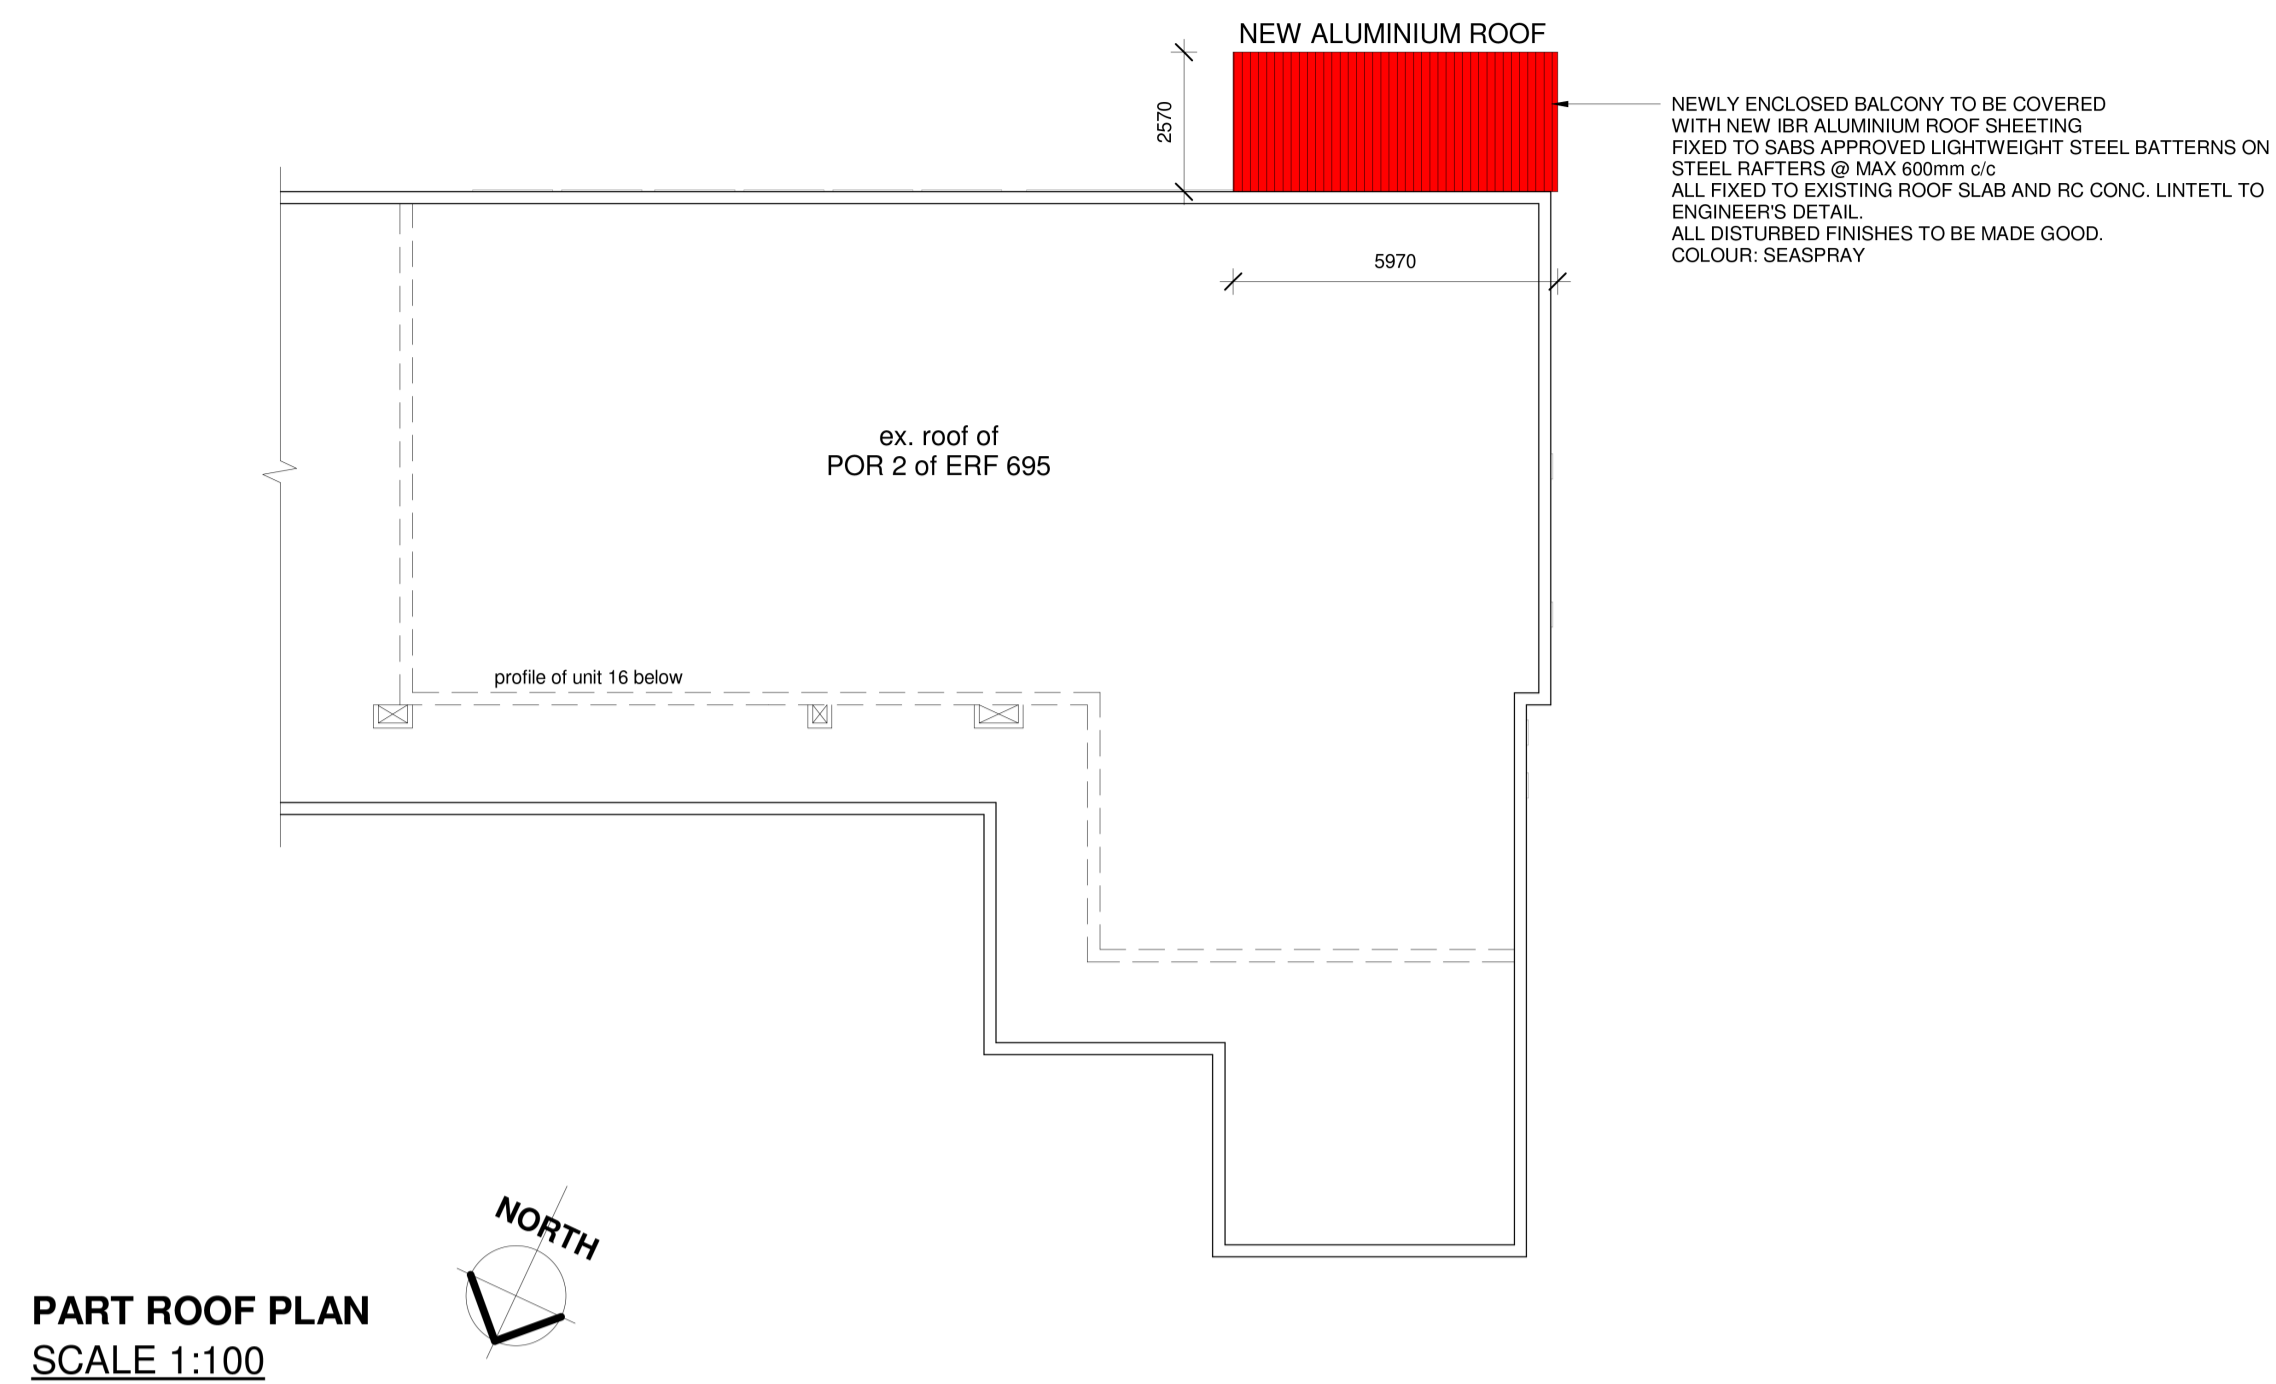 NEW ALUMINIUM ROOF
2570
NEWLY ENCLOSED BALCONY TO BE COVERED
WITH NEW IBR ALUMINIUM ROOF SHEETING
FIXED TO SABS APPROVED LIGHTWEIGHT STEEL BATTERNS ON
STEEL RAFTERS @ MAX 600mm c/c
ALL FIXED TO EXISTING ROOF SLAB AND RC CONC. LINTETL TO
ENGINEER'S DETAIL.
ALL DISTURBED FINISHES TO BE MADE GOOD.
COLOUR: SEASPRAY
5970
ex. roof of
POR 2 of ERF 695
profile of unit 16 below
NORTH
PART ROOF PLAN
SCALE 1:100